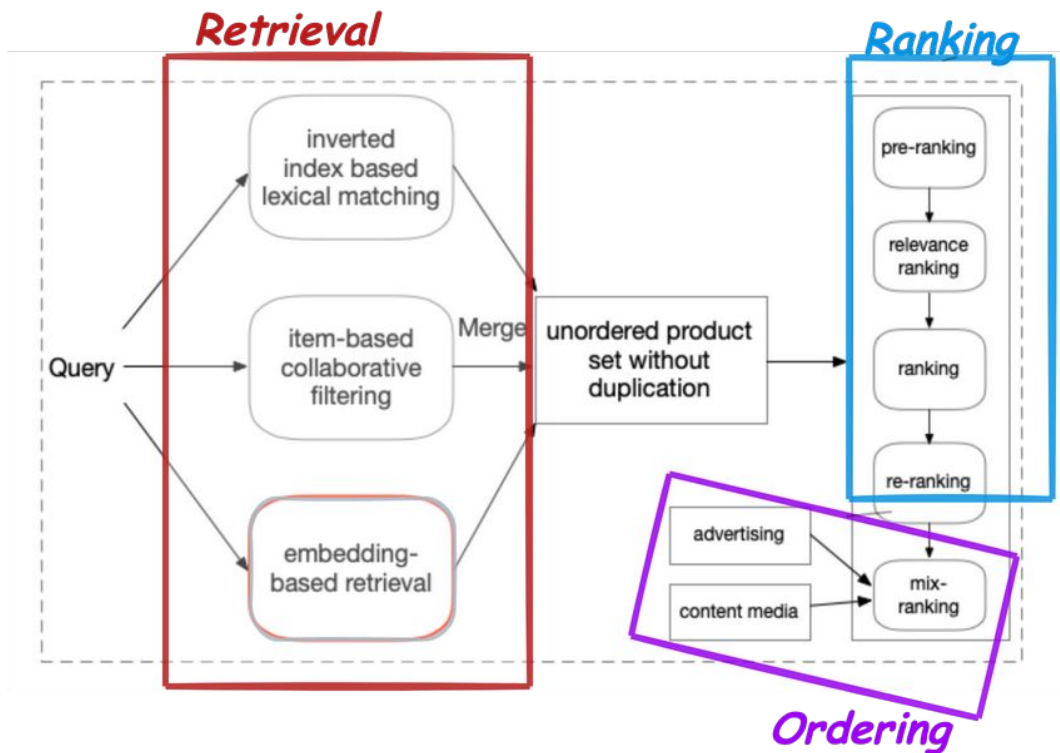 Retrieval
Ranking
inverted
index based
lexical matching
pre-ranking
relevance
ranking
Query
item-based
collaborative
filtering
Merge
unordered product
set without
duplication
ranking
re-ranking
embedding-
based retrieval
advertising
content media
mix-
ranking
Ordering